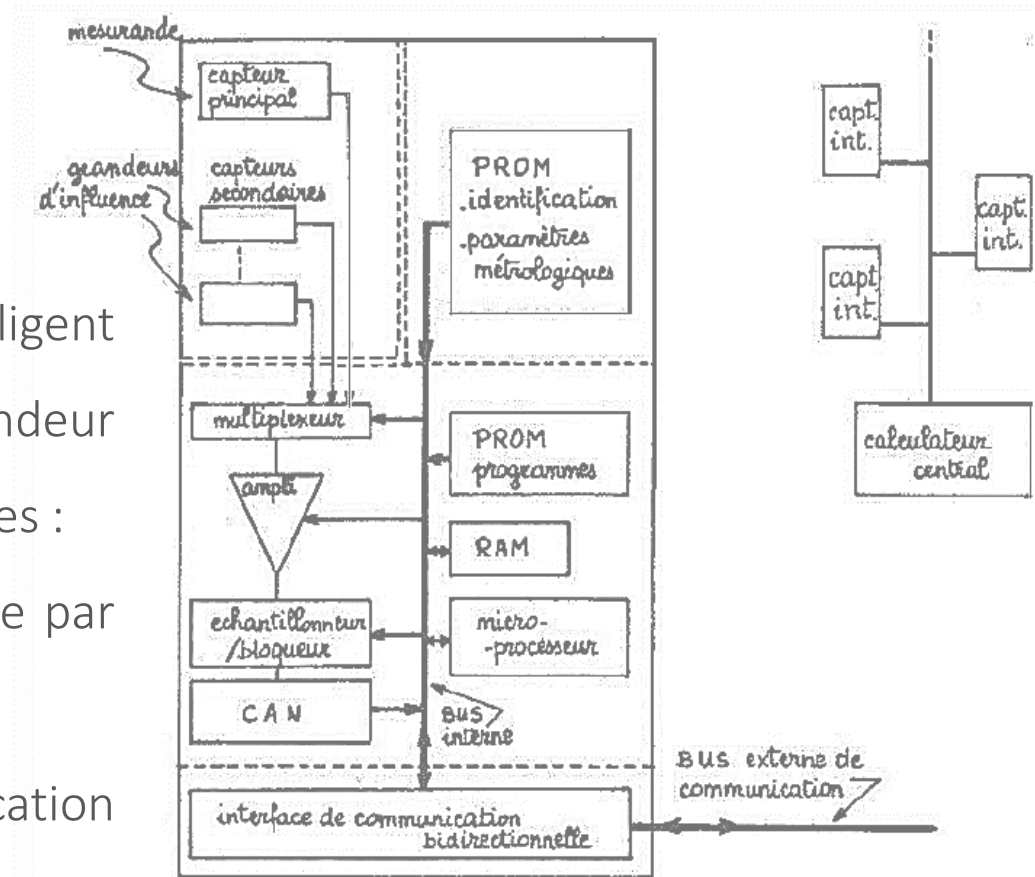 ligent
ndeur
es :
e par
cation
mesurande
capteur
principal
grandeurs
d'influence
capteurs
secondaires
PROM
.identification
.paramètres
métrologiques
multiplexeur
ampli
echantillonneur
/bloqueur
CAN
PROM
programmes
RAM
micro-
-processeur
BUS
interne
interface de communication
bidirectionnelle
BUS externe de
communication
capt.
int.
capt.
int.
capt.
int.
calculateur
central